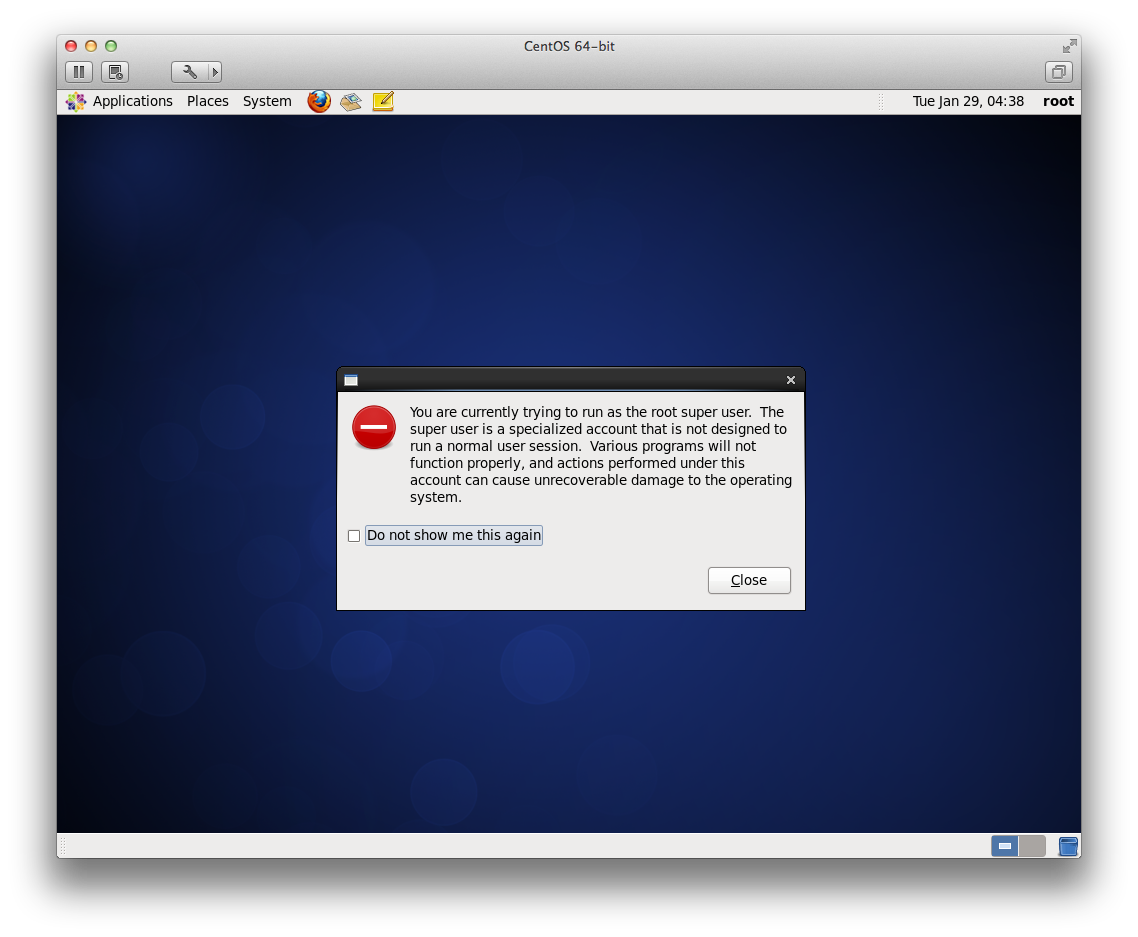 CentOS 64-bit
Applications Places System Tue Jan 29, 04:38 root
You are currently trying to run as the root super user.  The
super user is a specialized account that is not designed to
run a normal user session.  Various programs will not
function properly, and actions performed under this
account can cause unrecoverable damage to the operating
system.
Do not show me this again
Close